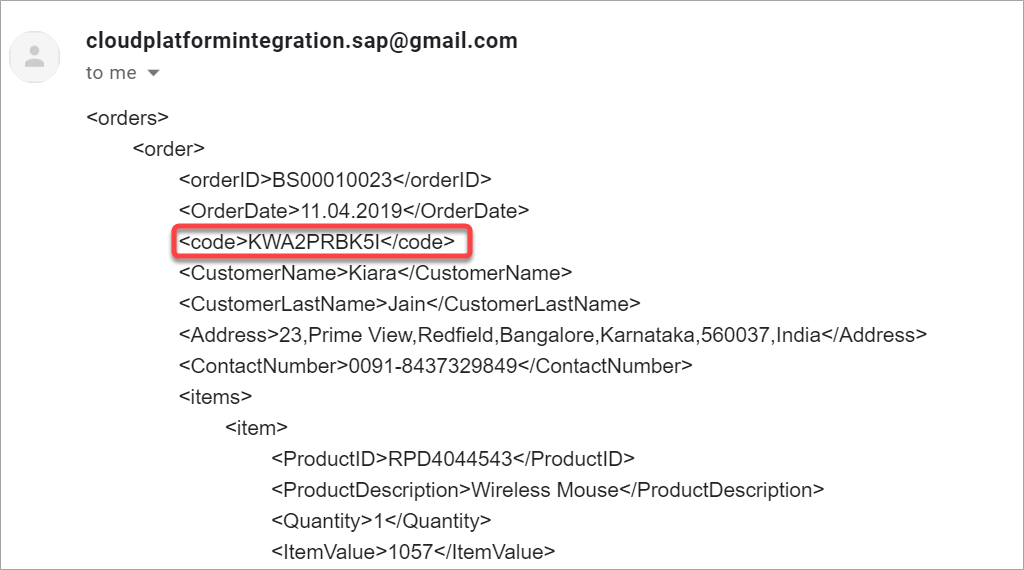 cloudplatformintegration.sap@gmail.com
to me
<orders>
<order>
<orderID>BS00010023</orderID>
<OrderDate>11.04.2019</OrderDate>
<code>KWA2PRBK5I</code>
<CustomerName>Kiara</CustomerName>
<CustomerLastName>Jain</CustomerLastName>
<Address>23,Prime View,Redfield,Bangalore,Karnataka,560037,India</Address>
<ContactNumber>0091-8437329849</ContactNumber>
<items>
<item>
<ProductID>RPD4044543</ProductID>
<ProductDescription>Wireless Mouse</ProductDescription>
<Quantity>1</Quantity>
<ItemValue>1057</ItemValue>